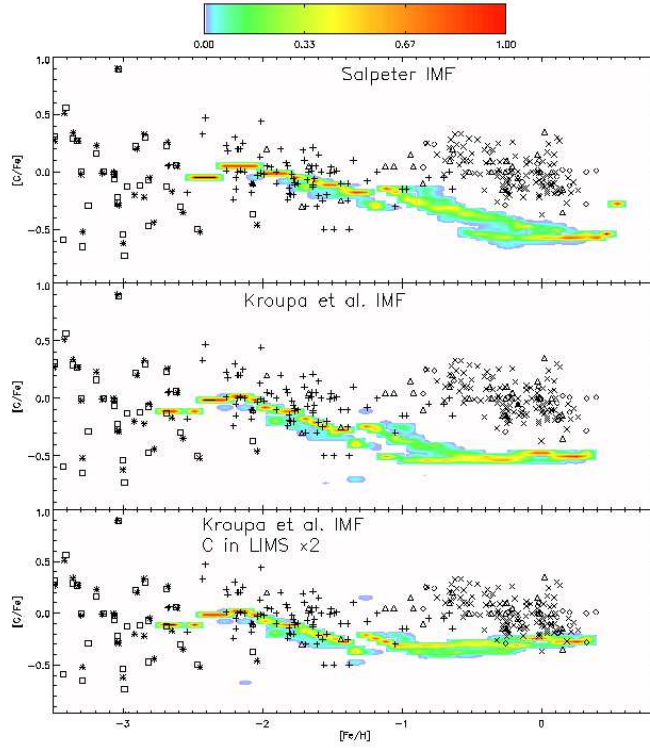 0.00 0.33 0.67 1.00
Salpeter IMF
1.0
0.5
0.0
-0.5
[C/Fe]
Kroupa et al. IMF
1.0
0.5
0.0
-0.5
[C/Fe]
Kroupa et al. IMF
C in LIMS x2
1.0
0.5
0.0
-0.5
[C/Fe]
-3 -2 -1 0
[Fe/H]